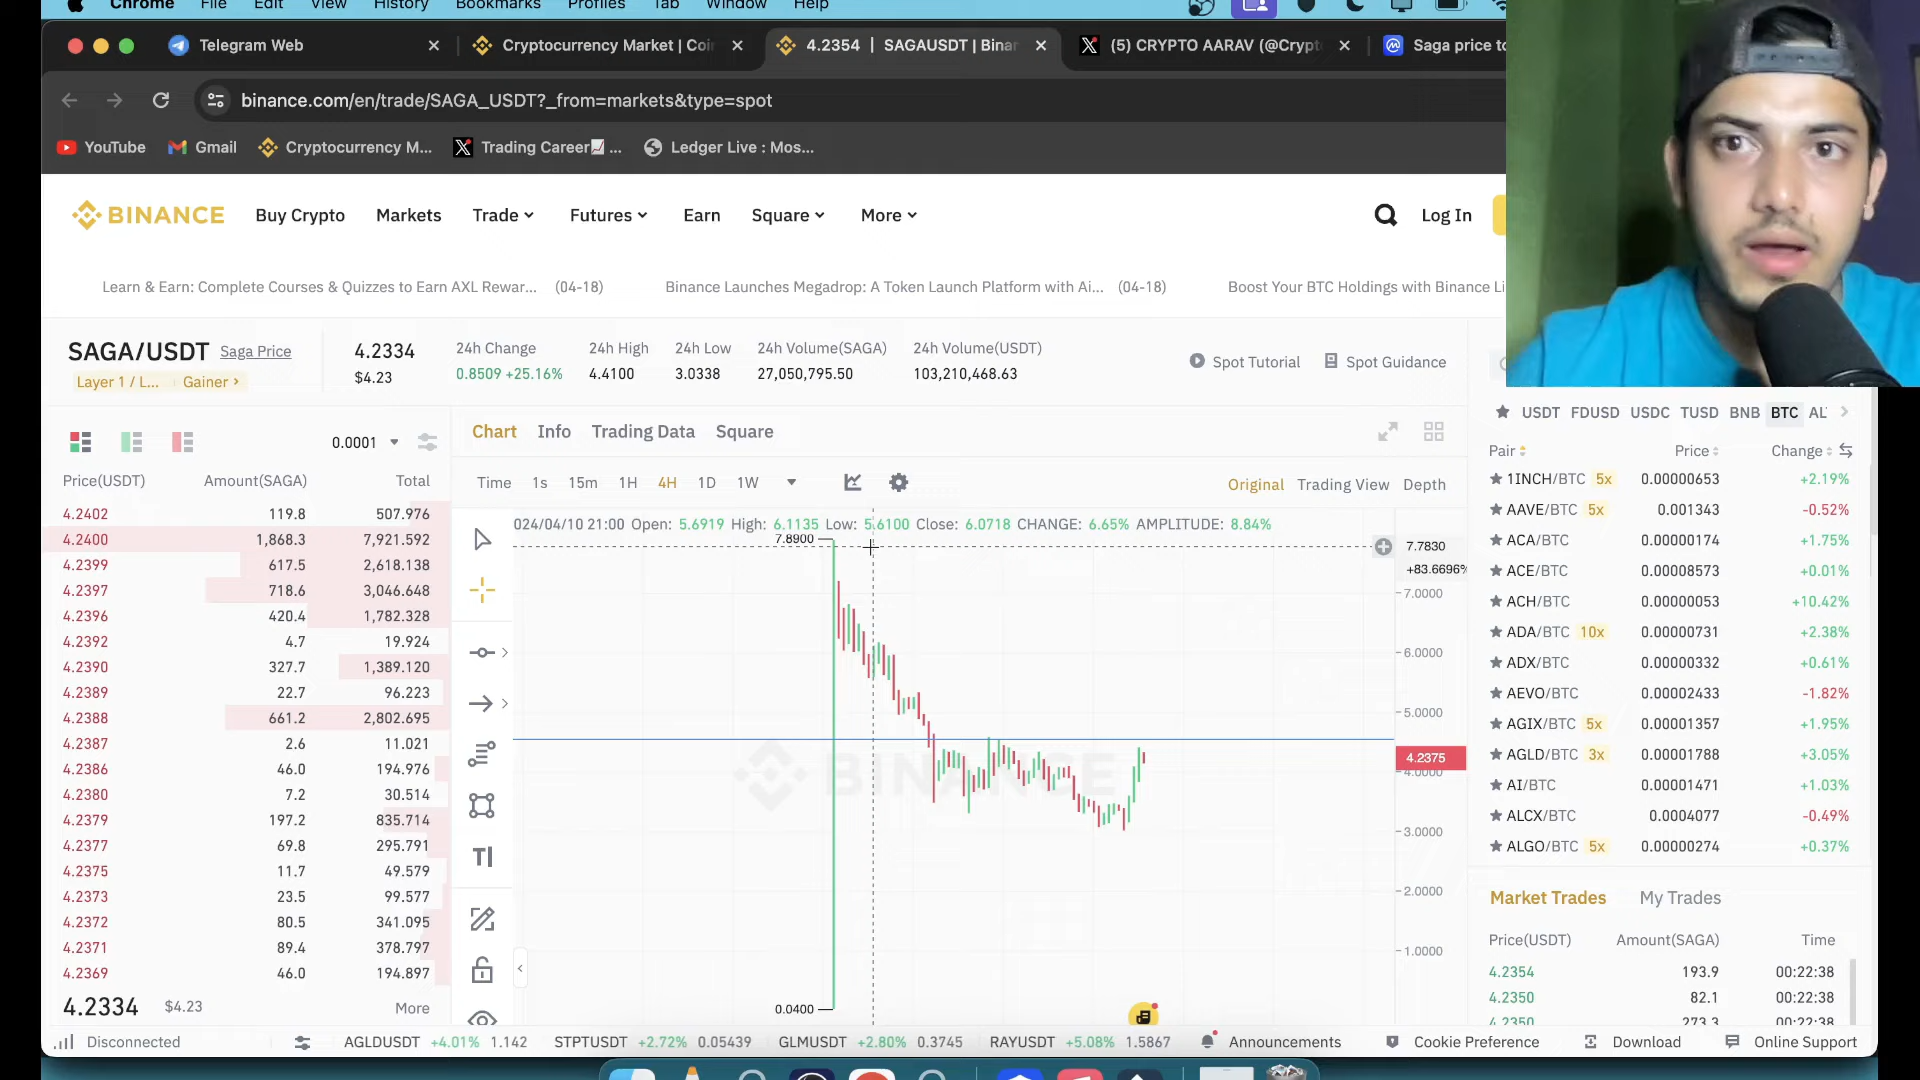 Chrome File Edit View History Bookmarks Profiles Tab Window Help
Telegram Web
Cryptocurrency Market | Coi
4.2354 | SAGAUSDT | Binar
(5) CRYPTO AARAV (@Crypt
Saga price to
binance.com/en/trade/SAGA_USDT?_from=markets&type=spot
YouTube Gmail Cryptocurrency M... Trading Career ... Ledger Live : Mos...
BINANCE Buy Crypto Markets Trade Futures Earn Square More Log In
Learn & Earn: Complete Courses & Quizzes to Earn AXL Rewar... (04-18) Binance Launches Megadrop: A Token Launch Platform with Ai... (04-18) Boost Your BTC Holdings with Binance Li
SAGA/USDT Saga Price
Layer 1 / L... Gainer
4.2334
$4.23
24h Change
0.8509 +25.16%
24h High
4.4100
24h Low
3.0338
24h Volume(SAGA)
27,050,795.50
24h Volume(USDT)
103,210,468.63
Spot Tutorial Spot Guidance
0.0001
Price(USDT) Amount(SAGA) Total
4.2402 119.8 507.976
4.2400 1,868.3 7,921.592
4.2399 617.5 2,618.138
4.2397 718.6 3,046.648
4.2396 420.4 1,782.328
4.2392 4.7 19.924
4.2390 327.7 1,389.120
4.2389 22.7 96.223
4.2388 661.2 2,802.695
4.2387 2.6 11.021
4.2386 46.0 194.976
4.2380 7.2 30.514
4.2379 197.2 835.714
4.2377 69.8 295.791
4.2375 11.7 49.579
4.2373 23.5 99.577
4.2372 80.5 341.095
4.2371 89.4 378.797
4.2369 46.0 194.897
4.2334 $4.23 More
Chart Info Trading Data Square
Time 1s 15m 1H 4H 1D 1W
Original Trading View Depth
024/04/10 21:00 Open: 5.6919 High: 6.1135 Low: 5.6100 Close: 6.0718 CHANGE: 6.65% AMPLITUDE: 8.84%
7.8900
7.7830
+83.6696%
7.0000
6.0000
5.0000
4.2375
4.0000
3.0000
2.0000
1.0000
0.0400
BINANCE
USDT FDUSD USDC TUSD BNB BTC AL
Pair Price Change
1INCH/BTC 5x 0.00000653 +2.19%
AAVE/BTC 5x 0.001343 -0.52%
ACA/BTC 0.00000174 +1.75%
ACE/BTC 0.00008573 +0.01%
ACH/BTC 0.00000053 +10.42%
ADA/BTC 10x 0.00000731 +2.38%
ADX/BTC 0.00000332 +0.61%
AEVO/BTC 0.00002433 -1.82%
AGIX/BTC 5x 0.00001357 +1.95%
AGLD/BTC 3x 0.00001788 +3.05%
AI/BTC 0.00001471 +1.03%
ALCX/BTC 0.0004077 -0.49%
ALGO/BTC 5x 0.00000274 +0.37%
Market Trades My Trades
Price(USDT) Amount(SAGA) Time
4.2354 193.9 00:22:38
4.2350 82.1 00:22:38
4.2350 273.3 00:22:38
Disconnected AGLDUSDT +4.01% 1.142 STPTUSDT +2.72% 0.05439 GLMUSDT +2.80% 0.3745 RAYUSDT +5.08% 1.5867 Announcements Cookie Preference Download Online Support